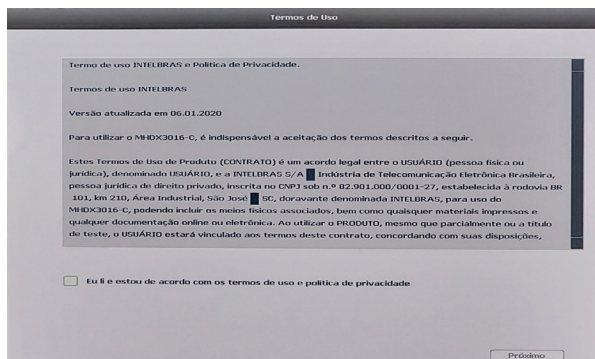 Termos de Uso
Termo de uso INTELBRAS e Política de Privacidade.
Termos de uso INTELBRAS
Versão atualizada em 06.01.2020
Para utilizar o MHDX3016-C, é indispensável a aceitação dos termos descritos a seguir.
Estes Termos de Uso de Produto (CONTRATO) é um acordo legal entre o USUÁRIO (pessoa física ou
jurídica), denominado USUÁRIO, e a INTELBRAS S/A Indústria de Telecomunicação Eletrônica Brasileira,
pessoa jurídica de direito privado, inscrita no CNPJ sob n.º 82.901.000/0001-27, estabelecida à rodovia BR
101, km 210, Área Industrial, São José SC, doravante denominada INTELBRAS, para uso do
MHDX3016-C, podendo incluir os meios físicos associados, bem como quaisquer materiais impressos e
qualquer documentação online ou eletrônica. Ao utilizar o PRODUTO, mesmo que parcialmente ou a título
de teste, o USUÁRIO estará vinculado aos termos deste contrato, concordando com suas disposições,
Eu li e estou de acordo com os termos de uso e política de privacidade
Próximo